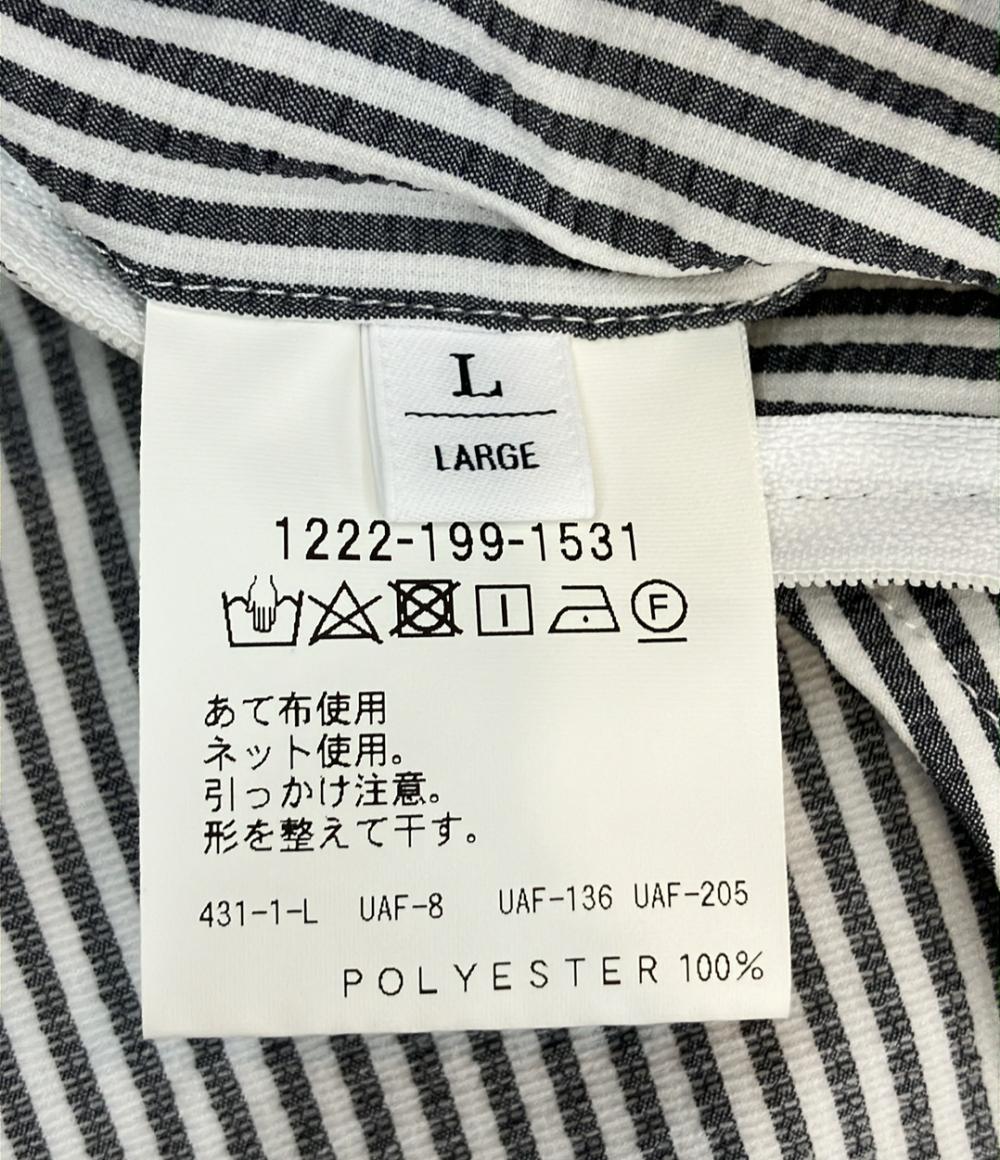 L
LARGE
1222-199-1531
F
あて布使用
ネット使用。
引っかけ注意。
形を整えて干す。
431-1-L UAF-8 UAF-136 UAF-205
POLYESTER 100%